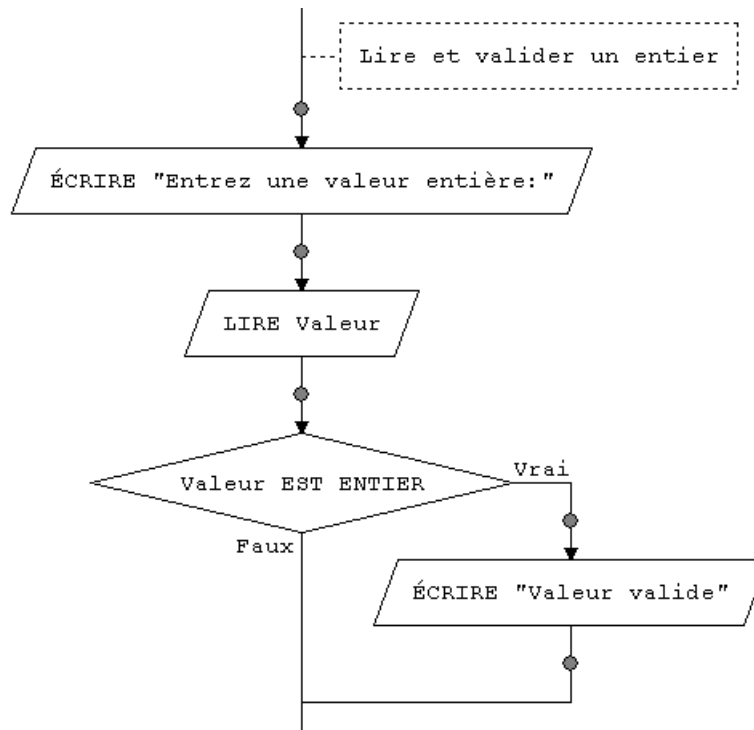 Lire et valider un entier
ÉCRIRE "Entrez une valeur entière:"
LIRE Valeur
Valeur EST ENTIER
Vrai
Faux
ÉCRIRE "Valeur valide"